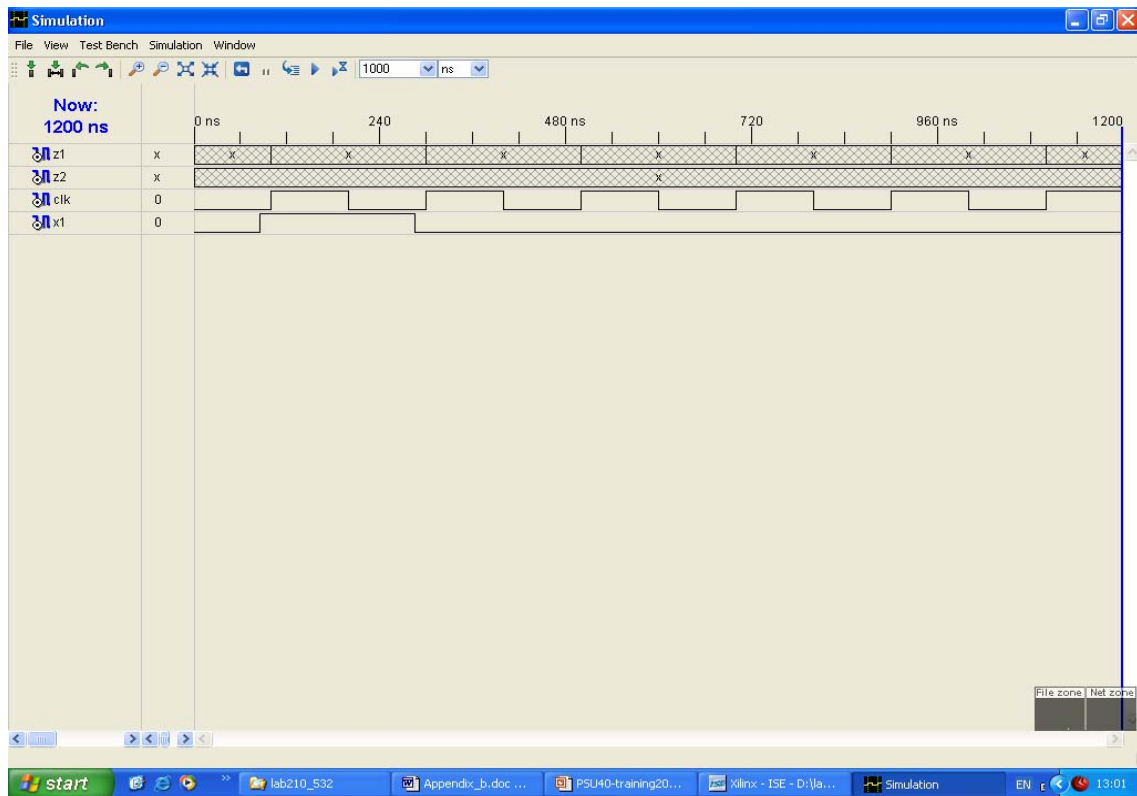 Simulation
File View Test Bench Simulation Window
1000 ns
Now:
1200 ns
0 ns 240 480 ns 720 960 ns 1200
z1 x x x x x x x x
z2 x x
clk 0
x1 0
File zone Net zone
start lab210_532 Appendix_b.doc ... PSU40-training20... Xilinx - ISE - D:\la... Simulation EN 13:01